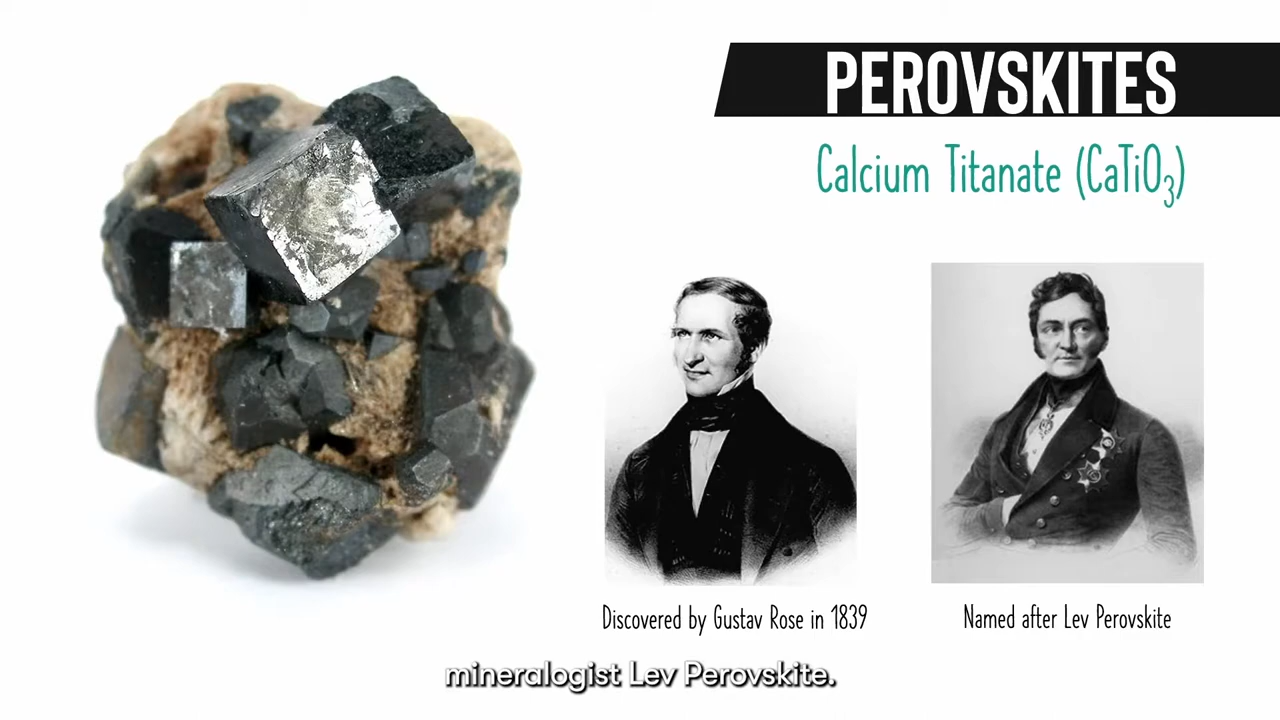 PEROVSKITES
Calcium Titanate (CaTiO₃)
Discovered by Gustav Rose in 1839
Named after Lev Perovskite
mineralogist Lev Perovskite.